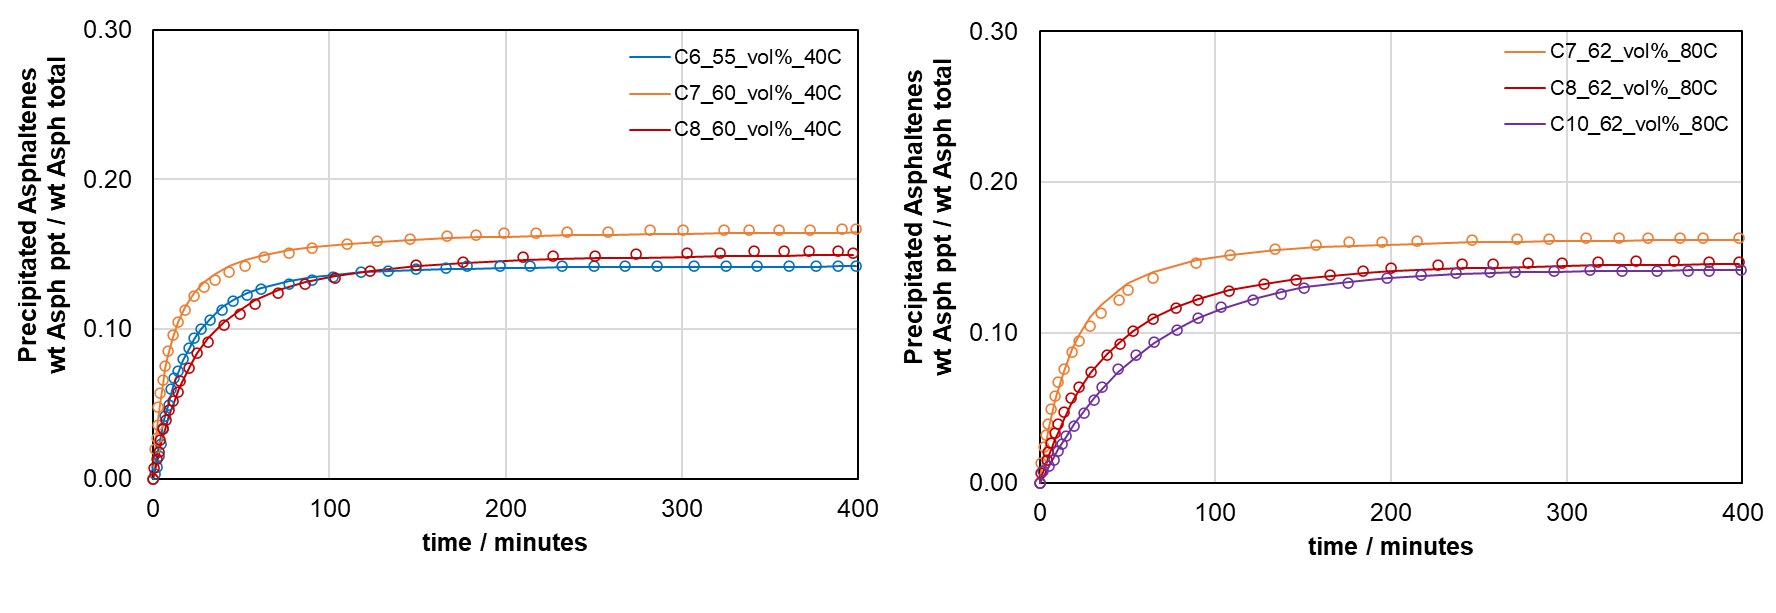 0.30
0.20
0.10
0.00
0
100
200
300
400
time / minutes
Precipitated Asphaltenes
wt Asph ppt / wt Asph total
C6_55_vol%_40C
C7_60_vol%_40C
C8_60_vol%_40C
0.30
0.20
0.10
0.00
0
100
200
300
400
time / minutes
Precipitated Asphaltenes
wt Asph ppt / wt Asph total
C7_62_vol%_80C
C8_62_vol%_80C
C10_62_vol%_80C